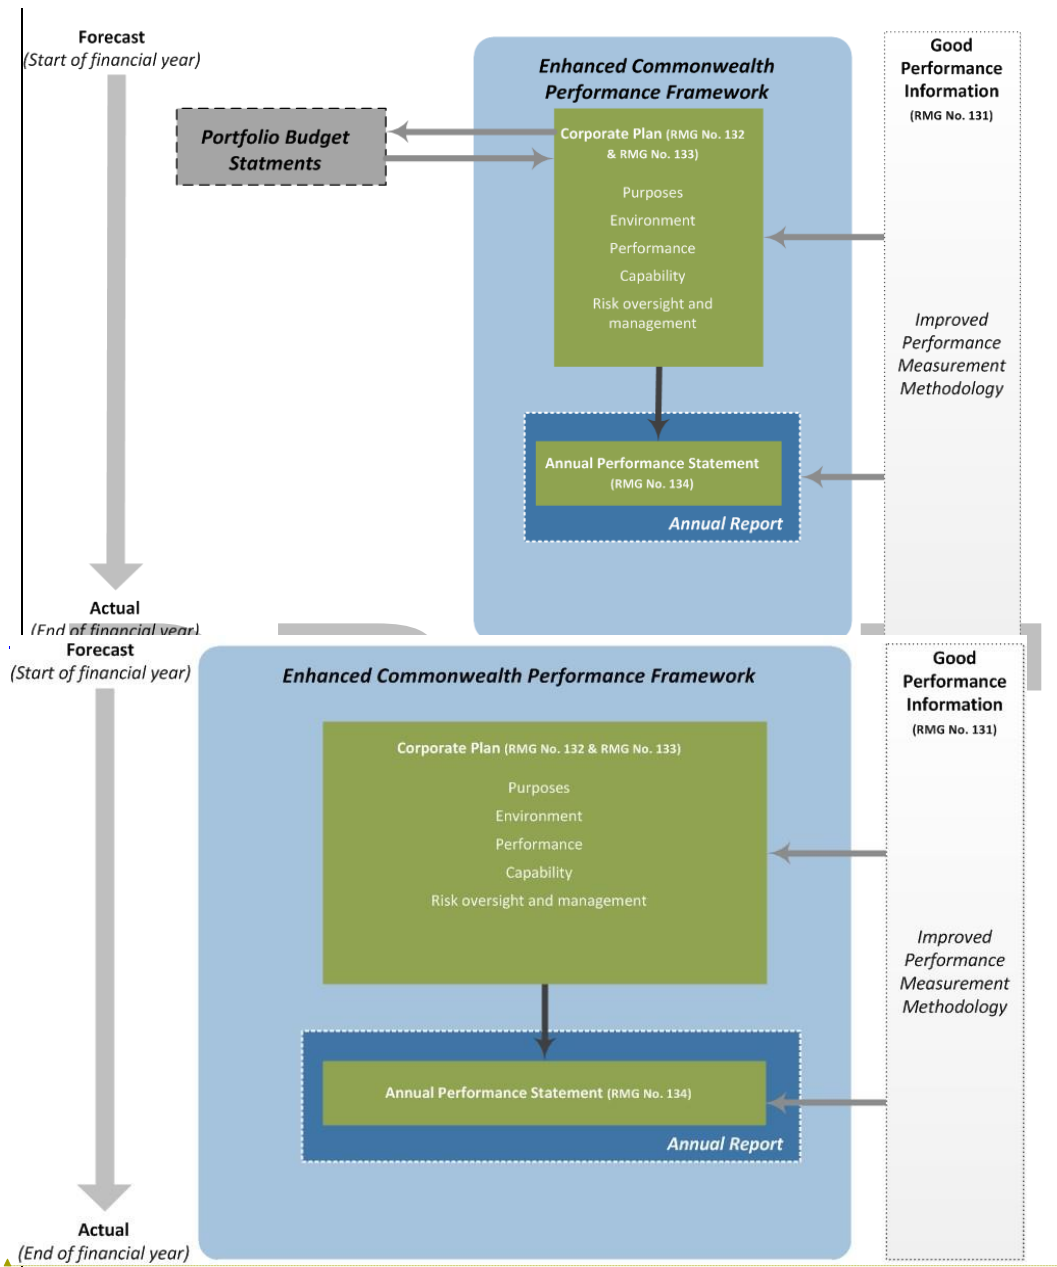 Forecast
(Start of financial year)
Enhanced Commonwealth
Performance Framework
Good
Performance
Information
(RMG No. 131)
Portfolio Budget
Statments
Corporate Plan (RMG No. 132
& RMG No. 133)
Purposes
Environment
Performance
Capability
Risk oversight and
management
Improved
Performance
Measurement
Methodology
Annual Performance Statement
(RMG No. 134)
Annual Report
Actual
(End of financial year)
Forecast
(Start of financial year)
Enhanced Commonwealth Performance Framework
Good
Performance
Information
(RMG No. 131)
Corporate Plan (RMG No. 132 & RMG No. 133)
Purposes
Environment
Performance
Capability
Risk oversight and management
Improved
Performance
Measurement
Methodology
Annual Performance Statement (RMG No. 134)
Annual Report
Actual
(End of financial year)